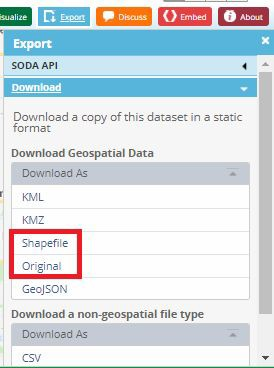 isualize Export Discuss Embed About
Export
SODA API
Download
Download a copy of this dataset in a static
format
Download Geospatial Data
Download As
KML
KMZ
Shapefile
Original
GeoJSON
Download a non-geospatial file type
Download As
CSV